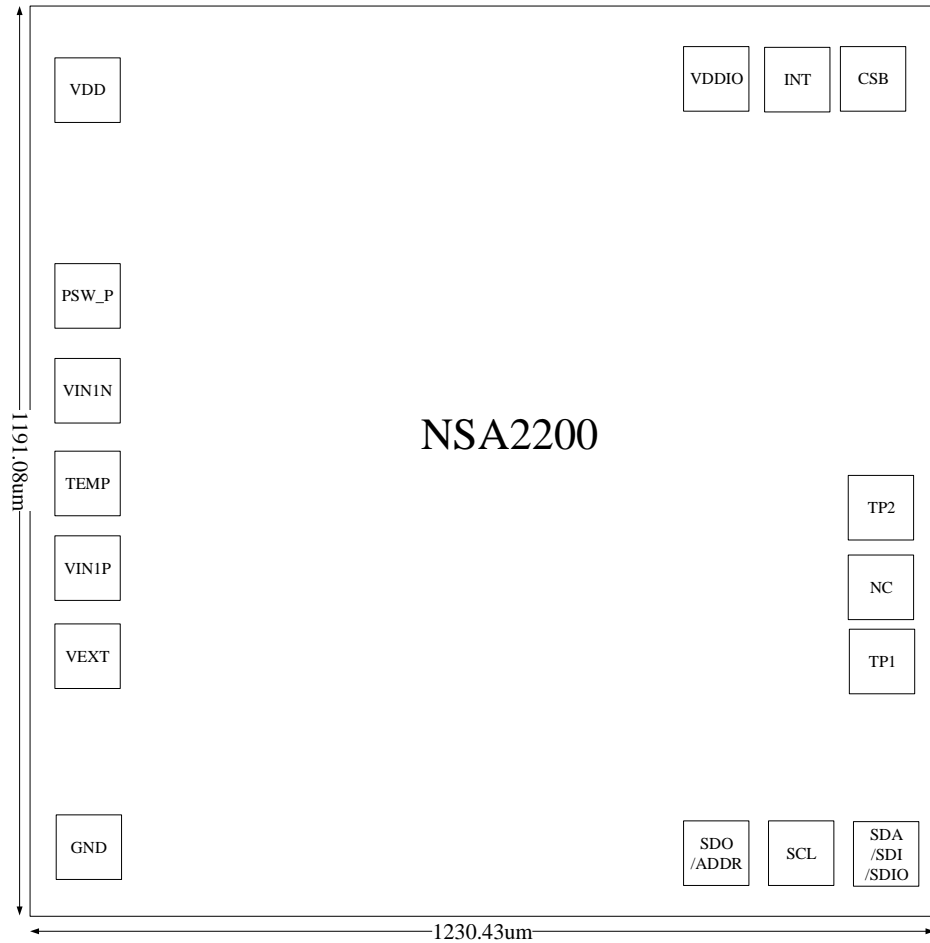 VDD
VDDIO
INT
CSB
PSW_P
VIN1N
NSA2200
1191.08um
TEMP
TP2
VIN1P
NC
VEXT
TP1
GND
SDO
/ADDR
SCL
SDA
/SDI
/SDIO
1230.43um